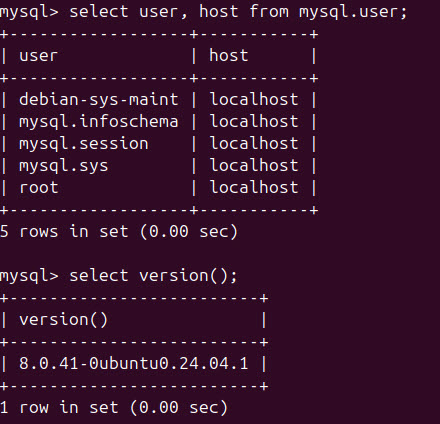 mysql> select user, host from mysql.user;
+------------------+-----------+
| user             | host      |
+------------------+-----------+
| debian-sys-maint | localhost |
| mysql.infoschema | localhost |
| mysql.session    | localhost |
| mysql.sys        | localhost |
| root             | localhost |
+------------------+-----------+
5 rows in set (0.00 sec)

mysql> select version();
+-------------------------+
| version()               |
+-------------------------+
| 8.0.41-0ubuntu0.24.04.1 |
+-------------------------+
1 row in set (0.00 sec)